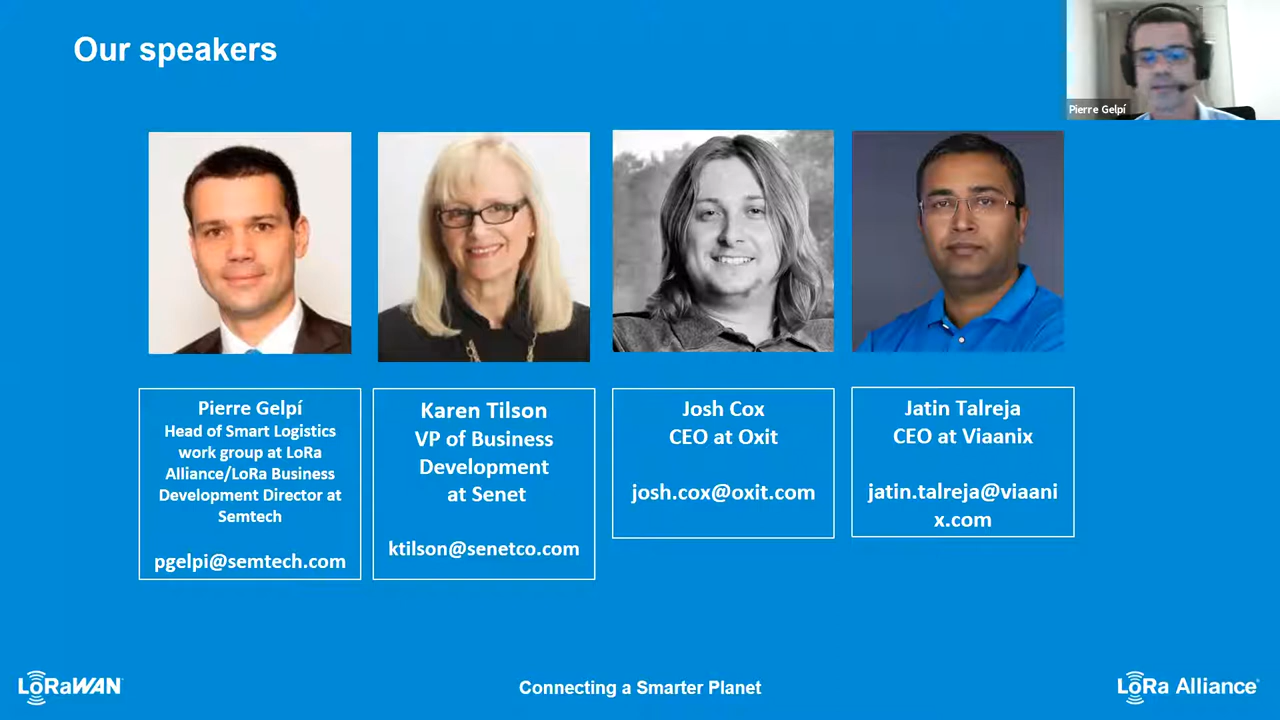 Our speakers
Pierre Gelpí
Pierre Gelpí
Head of Smart Logistics
work group at LoRa
Alliance/LoRa Business
Development Director at
Semtech
pgelpi@semtech.com
Karen Tilson
VP of Business
Development
at Senet
ktilson@senetco.com
Josh Cox
CEO at Oxit
josh.cox@oxit.com
Jatin Talreja
CEO at Viaanix
jatin.talreja@viaani
x.com
LoRaWAN
Connecting a Smarter Planet
LoRa Alliance